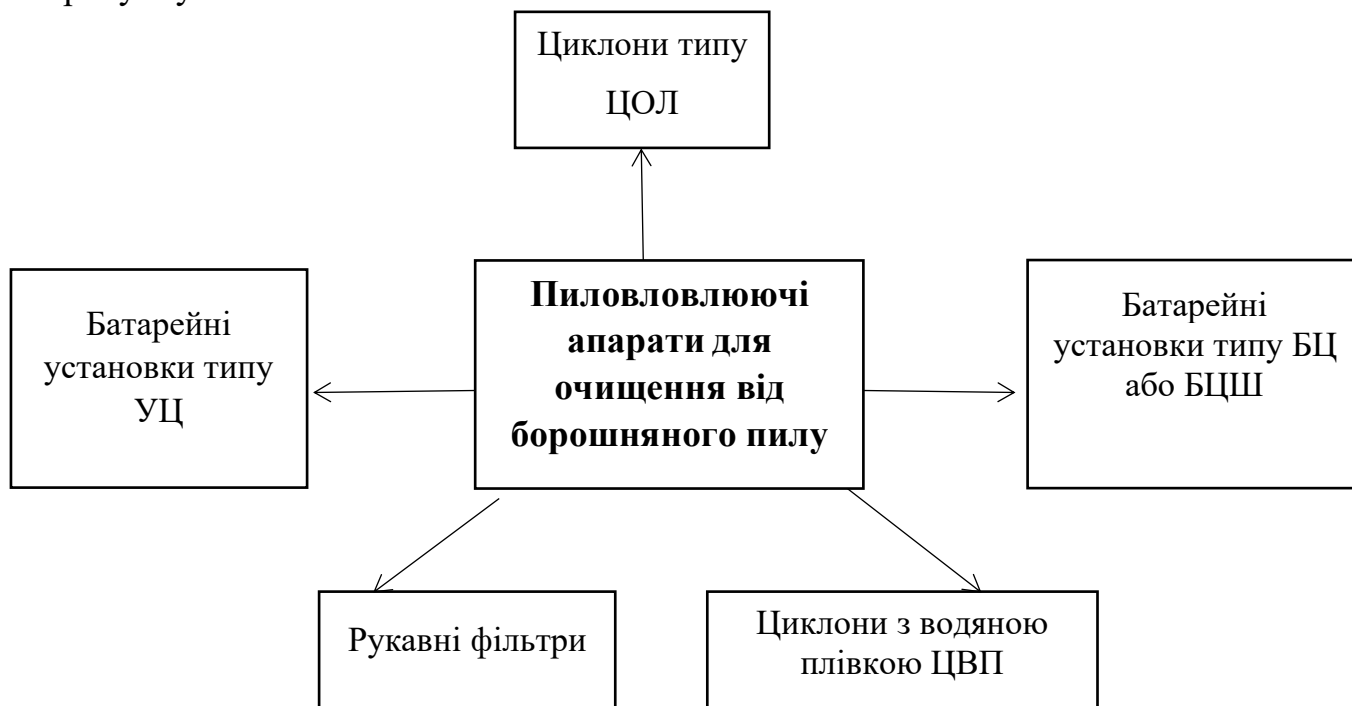 Циклони типу
ЦОЛ
Батарейні
установки типу
УЦ
Пиловловлюючі
апарати для
очищення від
борошняного пилу
Батарейні
установки типу БЦ
або БЦШ
Рукавні фільтри
Циклони з водяною
плівкою ЦВП